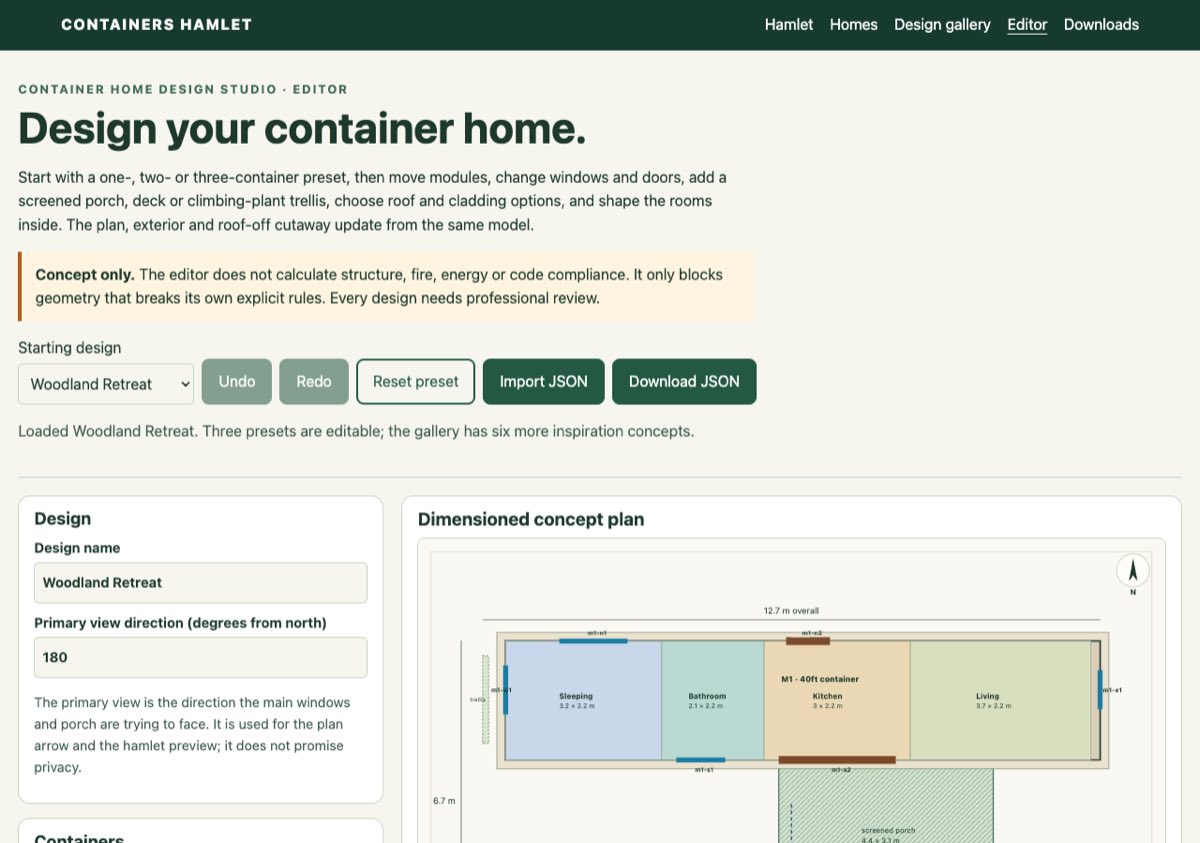 CONTAINERS HAMLET
Hamlet Homes Design gallery Editor Downloads
CONTAINER HOME DESIGN STUDIO · EDITOR
Design your container home.
Start with a one-, two- or three-container preset, then move modules, change windows and doors, add a
screened porch, deck or climbing-plant trellis, choose roof and cladding options, and shape the rooms
inside. The plan, exterior and roof-off cutaway update from the same model.
Concept only. The editor does not calculate structure, fire, energy or code compliance. It only blocks
geometry that breaks its own explicit rules. Every design needs professional review.
Starting design
Woodland Retreat
Undo
Redo
Reset preset
Import JSON
Download JSON
Loaded Woodland Retreat. Three presets are editable; the gallery has six more inspiration concepts.
Design
Design name
Woodland Retreat
Primary view direction (degrees from north)
180
The primary view is the direction the main windows
and porch are trying to face. It is used for the plan
arrow and the hamlet preview; it does not promise
privacy.
Containers
Dimensioned concept plan
N
12.7 m overall
m1-n1
m1-n2
M1 · 40ft container
Sleeping
3.2 × 2.2 m
Bathroom
2.1 × 2.2 m
Kitchen
3 × 2.2 m
Living
3.7 × 2.2 m
trellis
m1-e1
m1-s1
m1-s2
6.7 m
screened porch
4.4 × 3.1 m